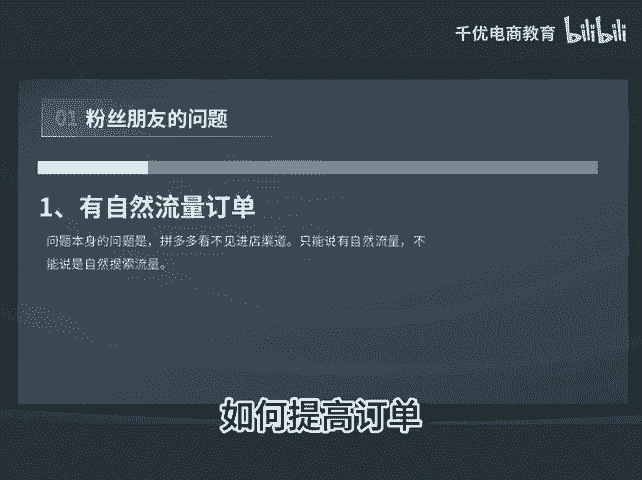 千优电商教育 bilibili
01 粉丝朋友的问题
1、有自然流量订单
问题本身的问题是，拼多多看不见进店渠道。只能说有自然流量，不
能说是自然搜索流量。
如何提高订单